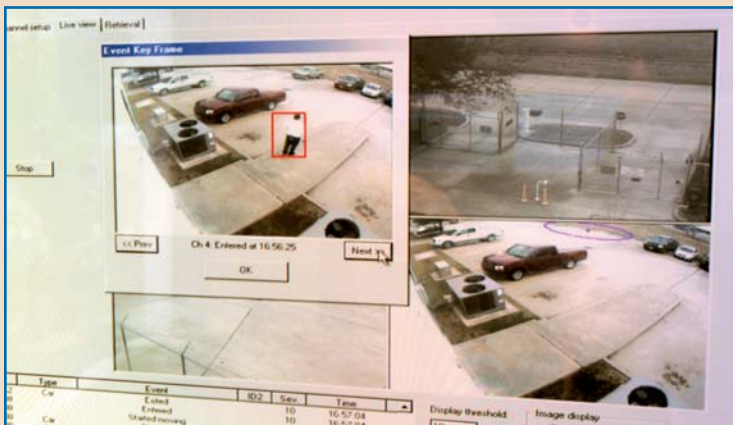 annel setup Live view Retrieval
Event Key Frame
Stop
<< Prev Ch 4: Entered at 16:56:25 Next >>
OK
Type Event ID2 Sev. Time
Car Exited 10 16:57:04
Entered 10
Car Started moving
Display threshold Image display